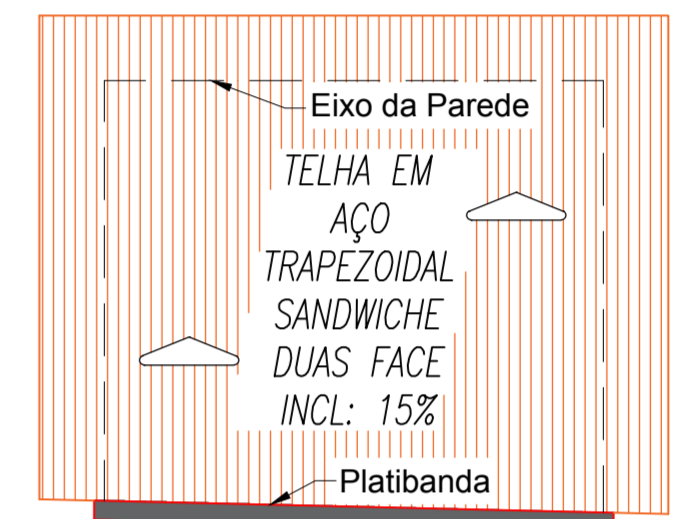 Eixo da Parede
TELHA EM
AÇO
TRAPEZOIDAL
SANDWICHE
DUAS FACE
INCL: 15%
Platibanda